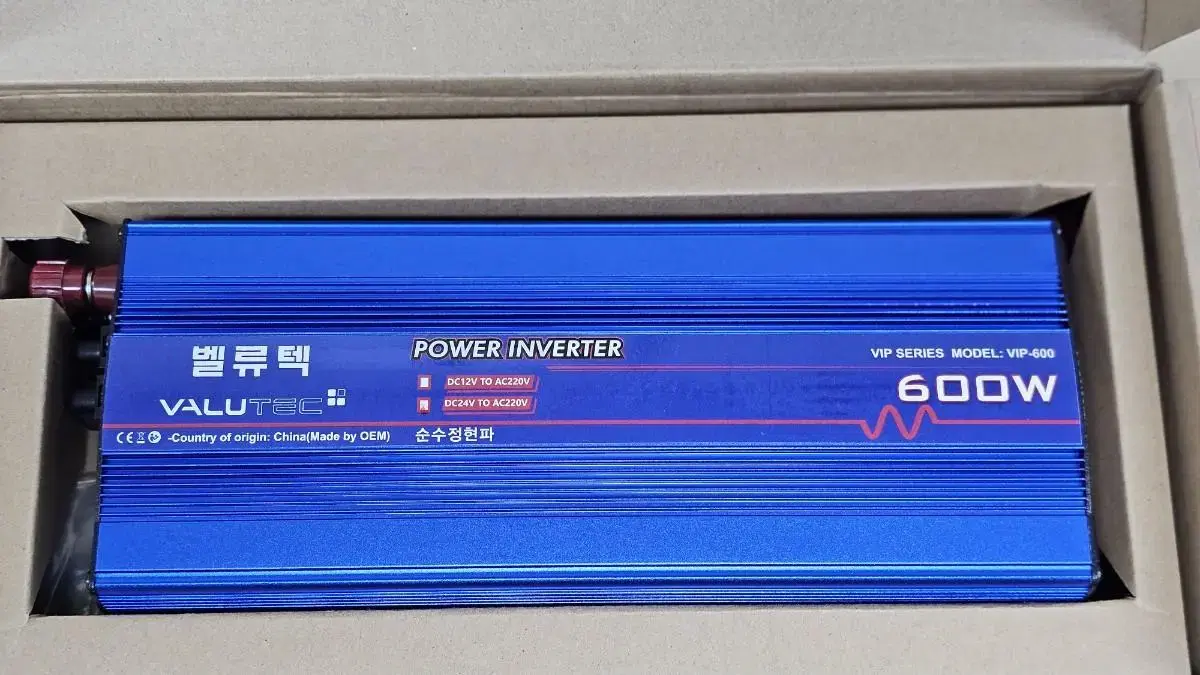 벨류텍
VALUTEC
-Country of origin: China(Made by OEM)
POWER INVERTER
DC12V TO AC220V
DC24V TO AC220V
순수정현파
VIP SERIES MODEL: VIP-600
600W